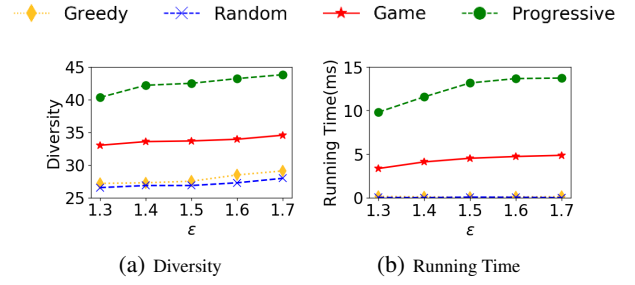 Greedy Random Game Progressive
45
40
35
30
25
Diversity
1.3 1.4 1.5 1.6 1.7
ε
(a) Diversity
15
10
5
0
Running Time(ms)
1.3 1.4 1.5 1.6 1.7
ε
(b) Running Time